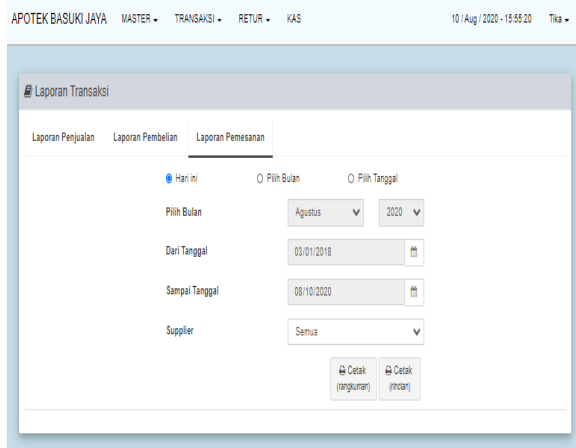 APOTEK BASUKI JAYA MASTER TRANSAKSI RETUR KAS 10 / Aug / 2020 - 15:55:20 Tika
Laporan Transaksi
Laporan Penjualan Laporan Pembelian Laporan Pemesanan
Hari ini Pilih Bulan Pilih Tanggal
Pilih Bulan Agustus 2020
Dari Tanggal 03/01/2018
Sampai Tanggal 08/10/2020
Supplier Semua
Cetak Cetak
(rangkuman) (rincian)